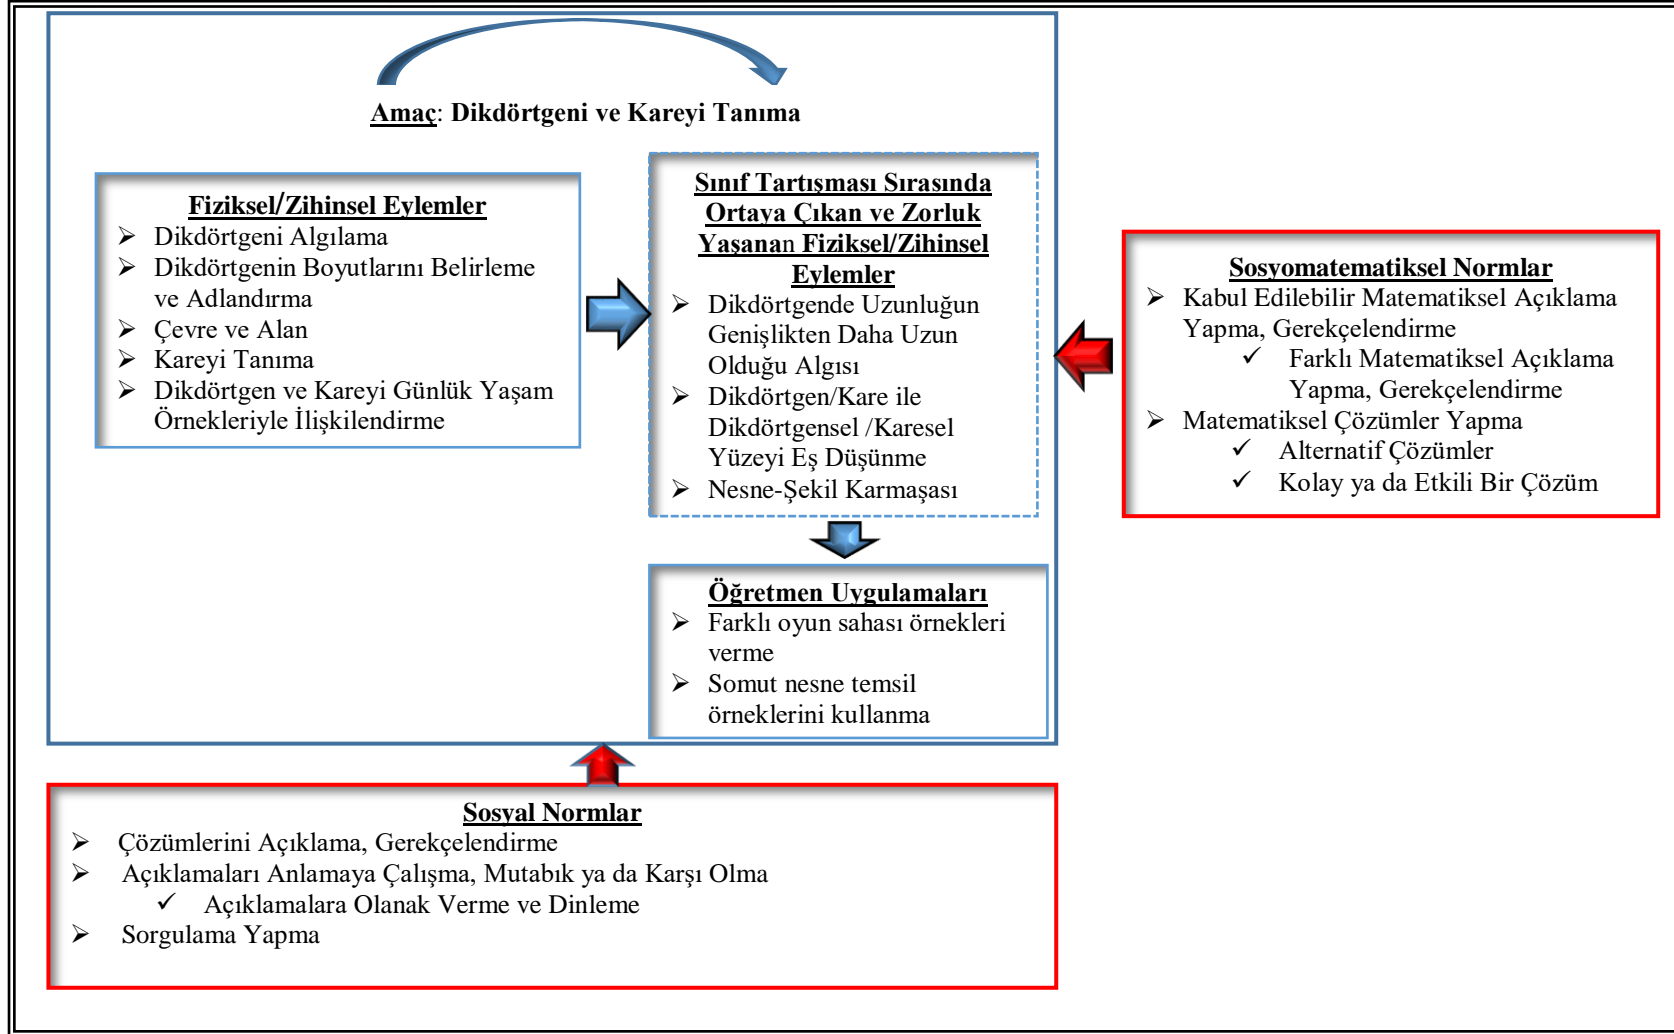 Amaç: Dikdörtgeni ve Kareyi Tanıma
Fiziksel/Zihinsel Eylemler
➢ Dikdörtgeni Algılama
➢ Dikdörtgenin Boyutlarını Belirleme
ve Adlandırma
➢ Çevre ve Alan
➢ Kareyi Tanıma
➢ Dikdörtgen ve Kareyi Günlük Yaşam
Örnekleriyle İlişkilendirme
Sınıf Tartışması Sırasında
Ortaya Çıkan ve Zorluk
Yaşanan Fiziksel/Zihinsel
Eylemler
➢ Dikdörtgende Uzunluğun
Genişlikten Daha Uzun
Olduğu Algısı
➢ Dikdörtgen/Kare ile
Dikdörtgensel /Karesel
Yüzeyi Eş Düşünme
➢ Nesne-Şekil Karmaşası
Öğretmen Uygulamaları
➢ Farklı oyun sahası örnekleri
verme
➢ Somut nesne temsil
örneklerini kullanma
Sosyomatematiksel Normlar
➢ Kabul Edilebilir Matematiksel Açıklama
Yapma, Gerekçelendirme
✓ Farklı Matematiksel Açıklama
Yapma, Gerekçelendirme
➢ Matematiksel Çözümler Yapma
✓ Alternatif Çözümler
✓ Kolay ya da Etkili Bir Çözüm
Sosyal Normlar
➢ Çözümlerini Açıklama, Gerekçelendirme
➢ Açıklamaları Anlamaya Çalışma, Mutabık ya da Karşı Olma
✓ Açıklamalara Olanak Verme ve Dinleme
➢ Sorgulama Yapma